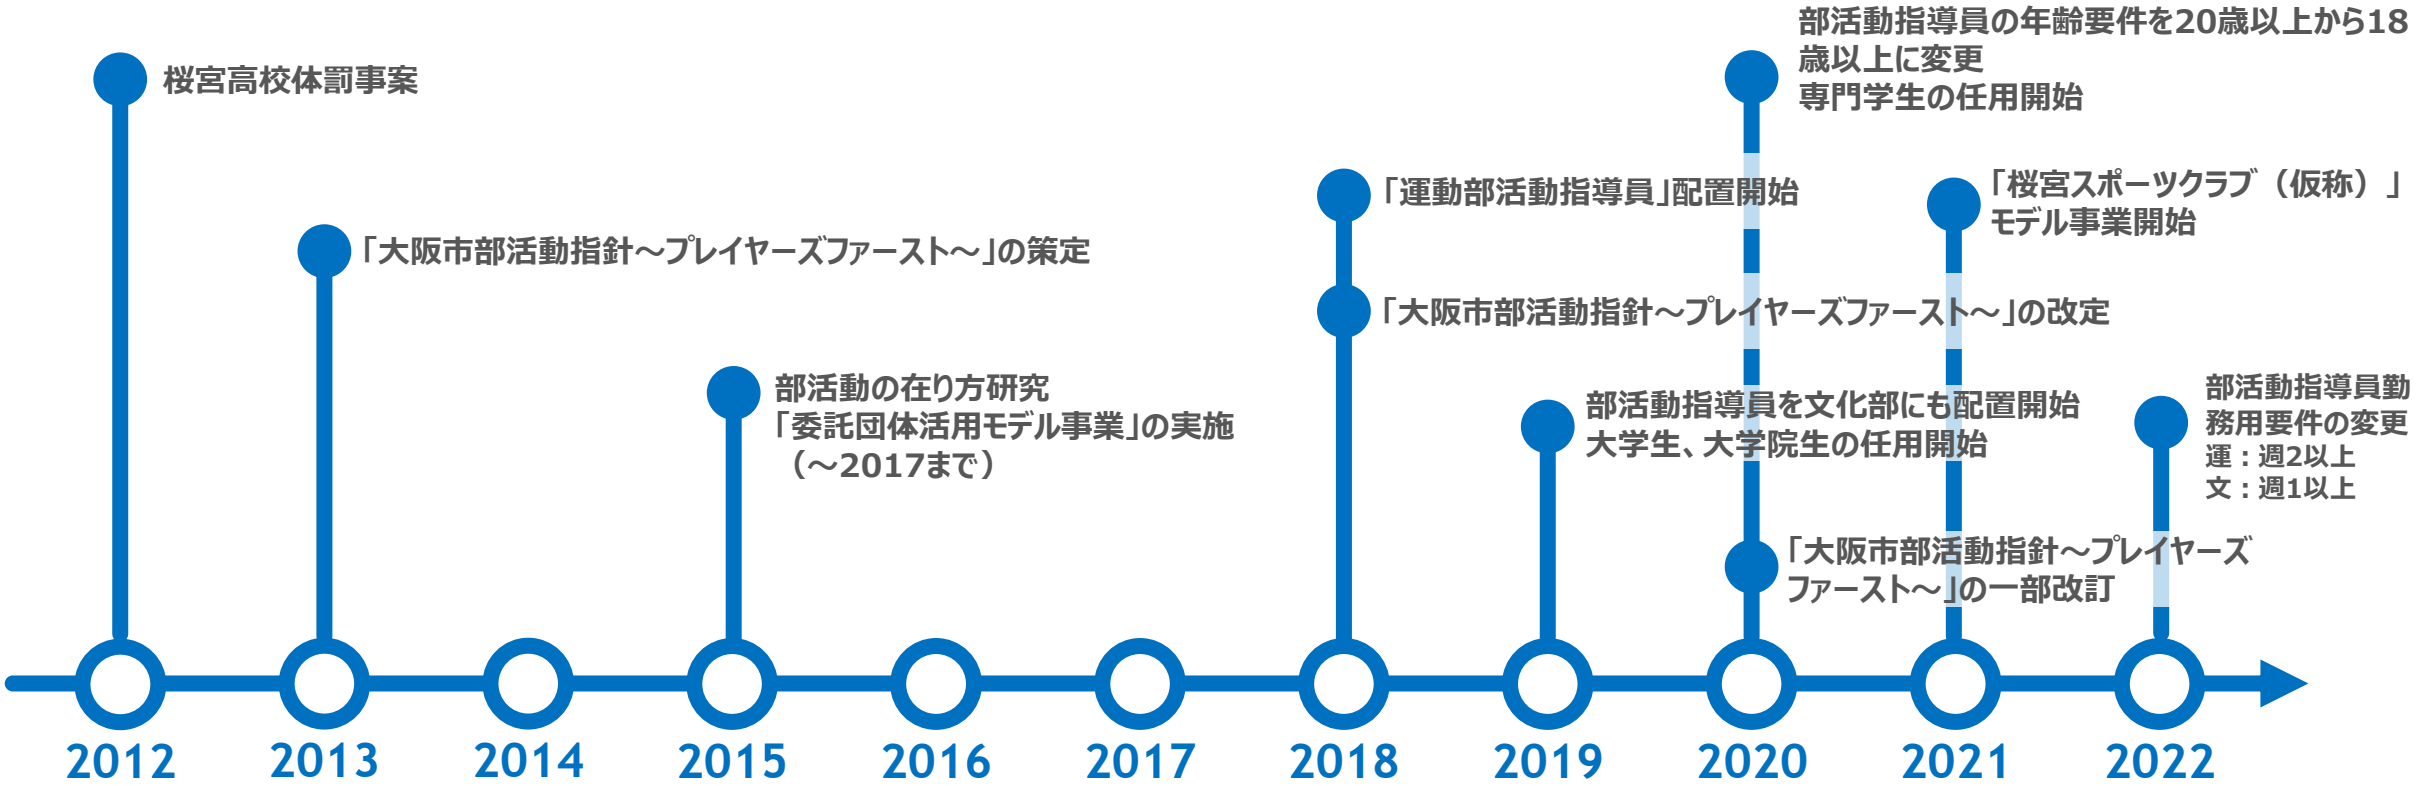 桜宮高校体罰事案
「大阪市部活動指針～プレイヤーズファースト～」の策定
部活動の在り方研究
「委託団体活用モデル事業」の実施
（～2017まで）
「運動部活動指導員」配置開始
「大阪市部活動指針～プレイヤーズファースト～」の改定
部活動指導員を文化部にも配置開始
大学生、大学院生の任用開始
部活動指導員の年齢要件を20歳以上から18
歳以上に変更
専門学生の任用開始
「大阪市部活動指針～プレイヤーズ
ファースト～」の一部改訂
「桜宮スポーツクラブ（仮称）」
モデル事業開始
部活動指導員勤
務用要件の変更
運：週2以上
文：週1以上
2012
2013
2014
2015
2016
2017
2018
2019
2020
2021
2022